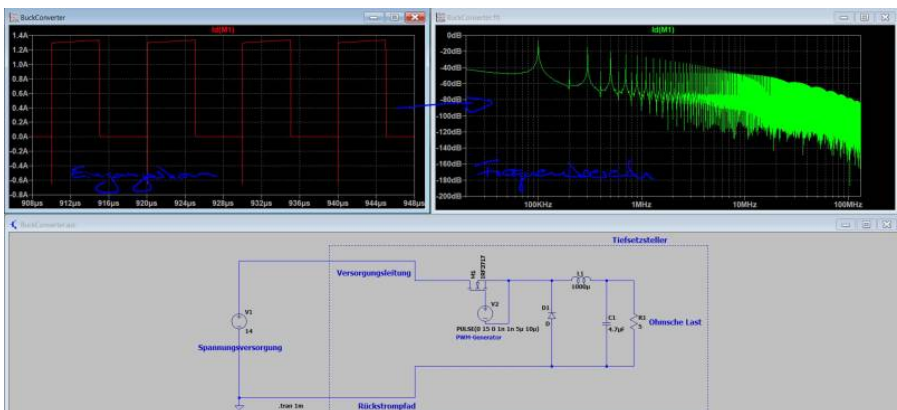 BuckConverter
Id(M1)
1.4A
1.2A
1.0A
0.8A
0.6A
0.4A
0.2A
0.0A
-0.2A
-0.4A
-0.6A
-0.8A
908µs 912µs 916µs 920µs 924µs 928µs 932µs 936µs 940µs 944µs 948µs
Eingangsstrom
BuckConverter.fft
Id(M1)
0dB
-20dB
-40dB
-60dB
-80dB
-100dB
-120dB
-140dB
-160dB
-180dB
-200dB
100KHz 1MHz 10MHz 100MHz
Frequenzbereich
BuckConverter.asc
Tiefsetzsteller
Versorgungsleitung
M1
IRF3717
V1
14
Spannungsversorgung
V2
PULSE(0 15 0 1n 1n 5µ 10µ)
PWM-Generator
D1
D
L1
1000µ
C1
4.7µF
R1
5
Ohmsche Last
.tran 1m
Rückstrompfad